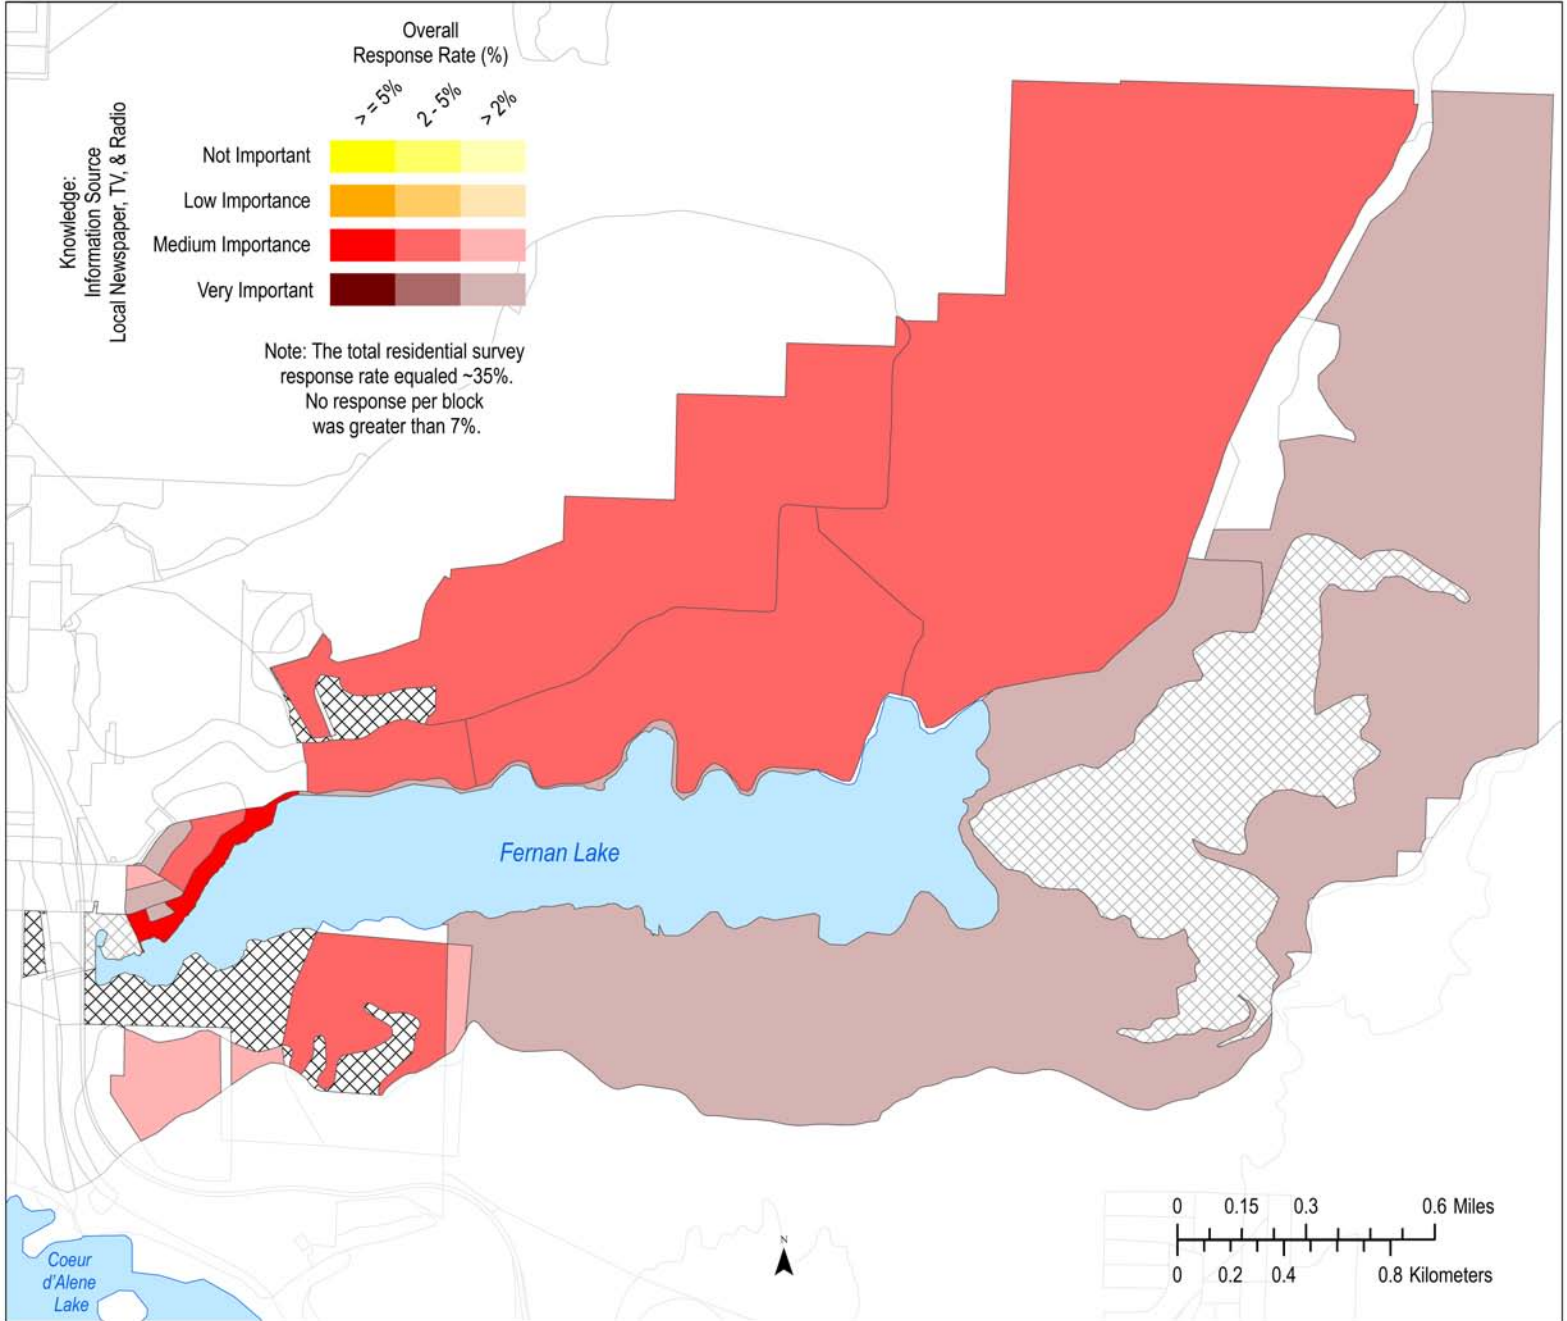 Overall
Response Rate (%)
> = 5%
2 - 5%
> 2%
Knowledge:
Information Source
Local Newspaper, TV, & Radio
Not Important
Low Importance
Medium Importance
Very Important
Note: The total residential survey
response rate equaled ~35%.
No response per block
was greater than 7%.
Fernan Lake
Coeur
d'Alene
Lake
N
0 0.15 0.3 0.6 Miles
0 0.2 0.4 0.8 Kilometers